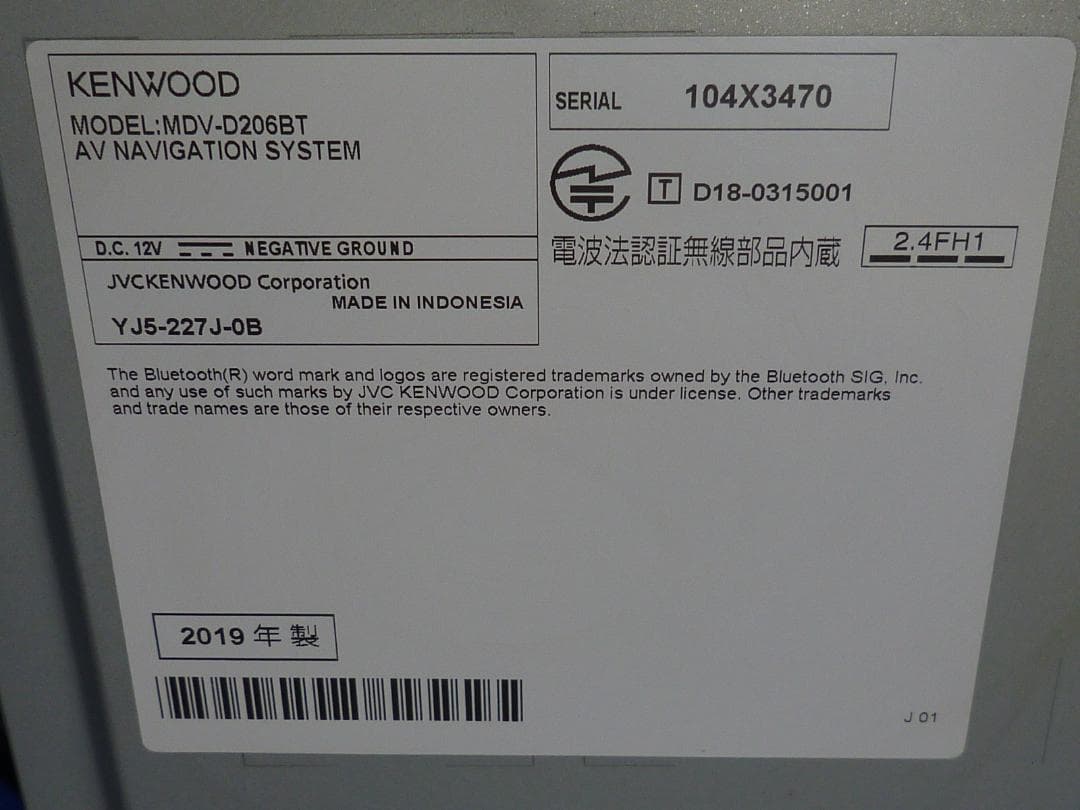 KENWOOD
MODEL:MDV-D206BT
AV NAVIGATION SYSTEM
D.C. 12V NEGATIVE GROUND
JVCKENWOOD Corporation
MADE IN INDONESIA
YJ5-227J-0B
SERIAL 104X3470
T D18-0315001
電波法認証無線部品内蔵 2.4FH1
The Bluetooth(R) word mark and logos are registered trademarks owned by the Bluetooth SIG, Inc.
and any use of such marks by JVC KENWOOD Corporation is under license. Other trademarks
and trade names are those of their respective owners.
2019 年 製
J 01